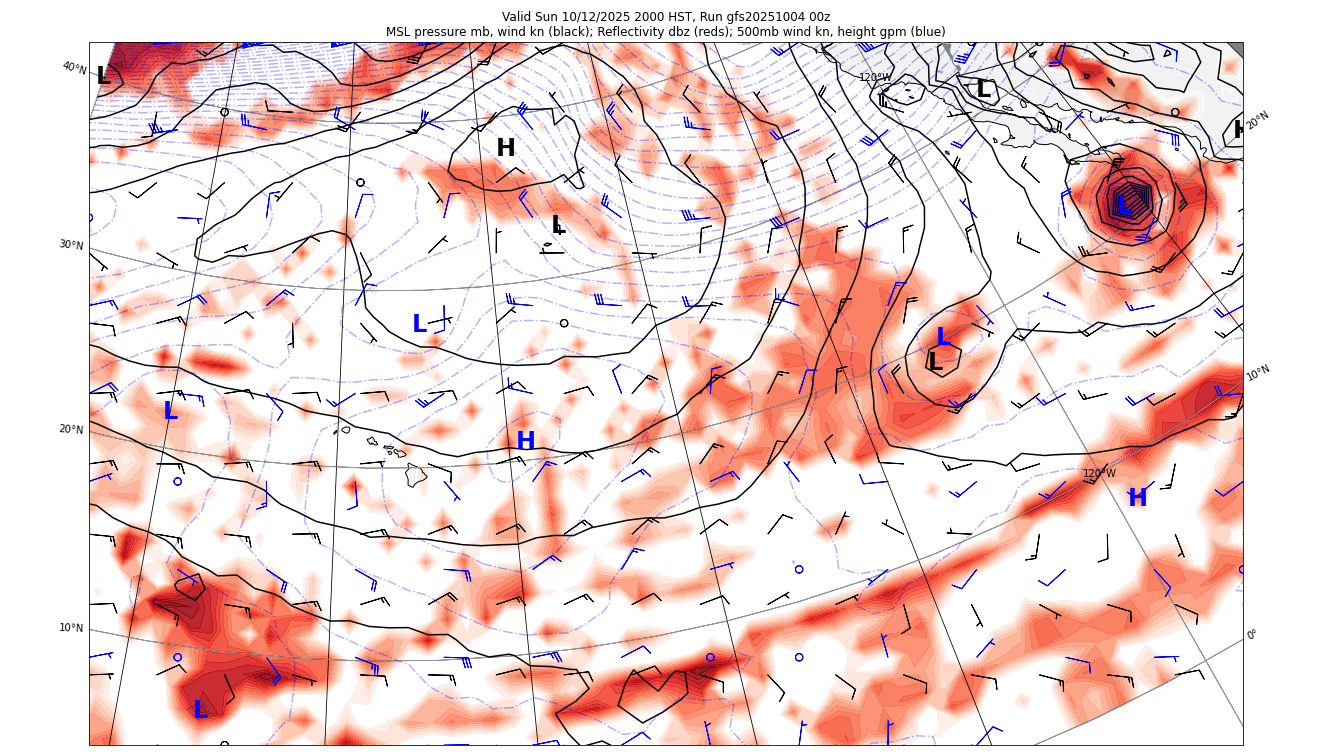 Valid Sun 10/12/2025 2000 HST, Run gfs20251004 00z
MSL pressure mb, wind kn (black); Reflectivity dbz (reds); 500mb wind kn, height gpm (blue)
40°N
L
120°W
L
H
20°N
H
L
L
30°N
L
L
L
10°N
L
20°N
H
120°W
H
10°N
0°
L